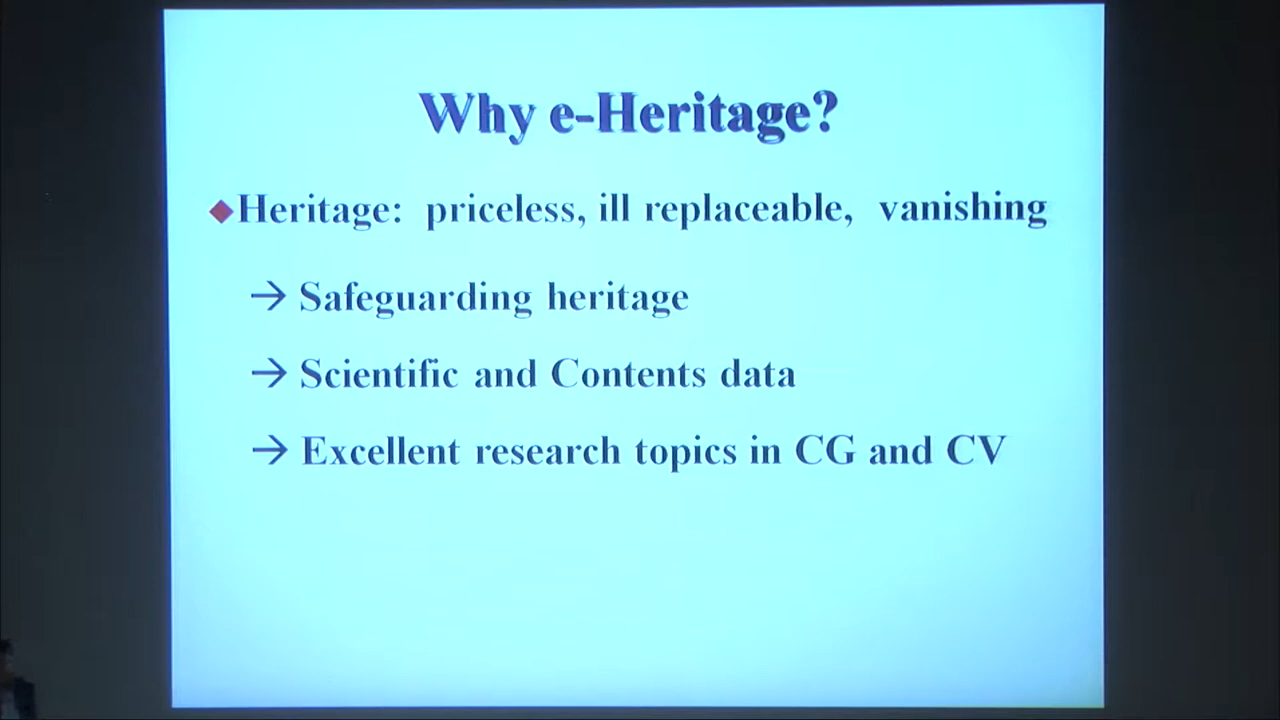 Why e-Heritage?
◆Heritage: priceless, ill replaceable, vanishing
→ Safeguarding heritage
→ Scientific and Contents data
→ Excellent research topics in CG and CV